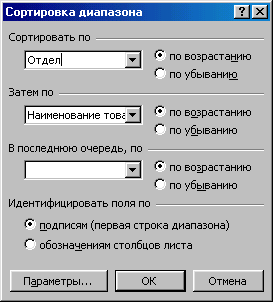 Сортировка диапазона
Сортировать по
Отдел
по возрастанию
по убыванию
Затем по
Наименование това
по возрастанию
по убыванию
В последнюю очередь, по
по возрастанию
по убыванию
Идентифицировать поля по
подписям (первая строка диапазона)
обозначениям столбцов листа
Параметры...
ОК
Отмена